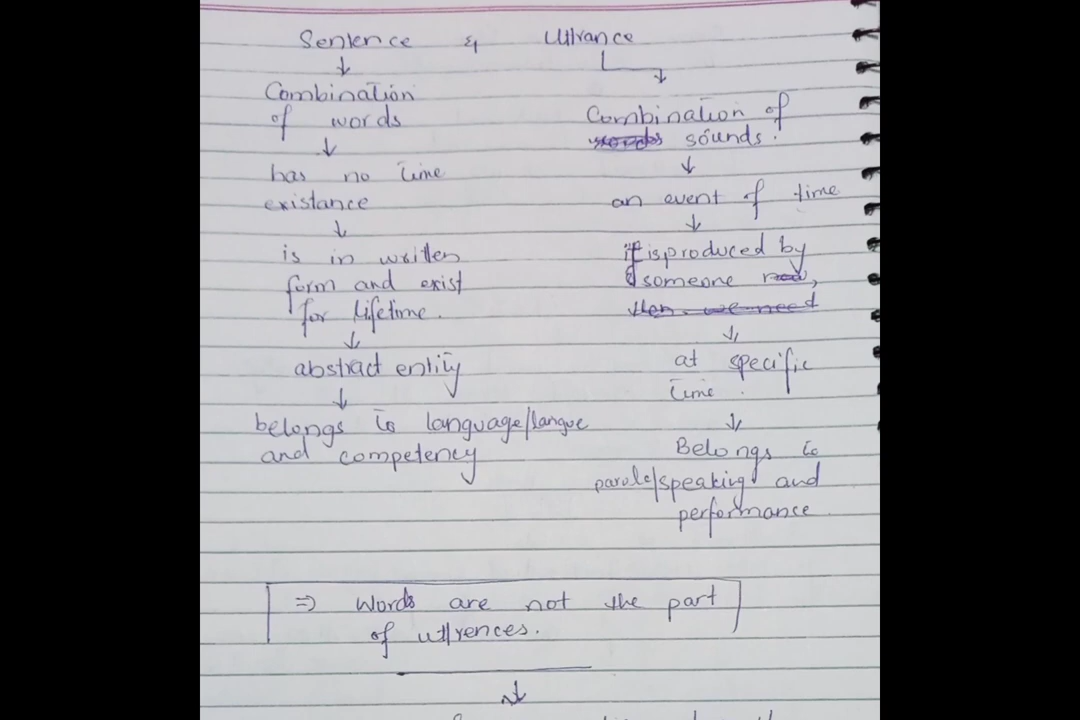 Sentence & Uttrance
Combination
of words
has no time
existance
is in written
form and exist
for lifetime.
abstract entity
belongs to language/langue
and competency
Combination of
sounds.
an event of time
it is produced by
someone
at specific
time.
Belongs to
parole/speaking and
performance
⇒ Words are not the part
of uttrences.